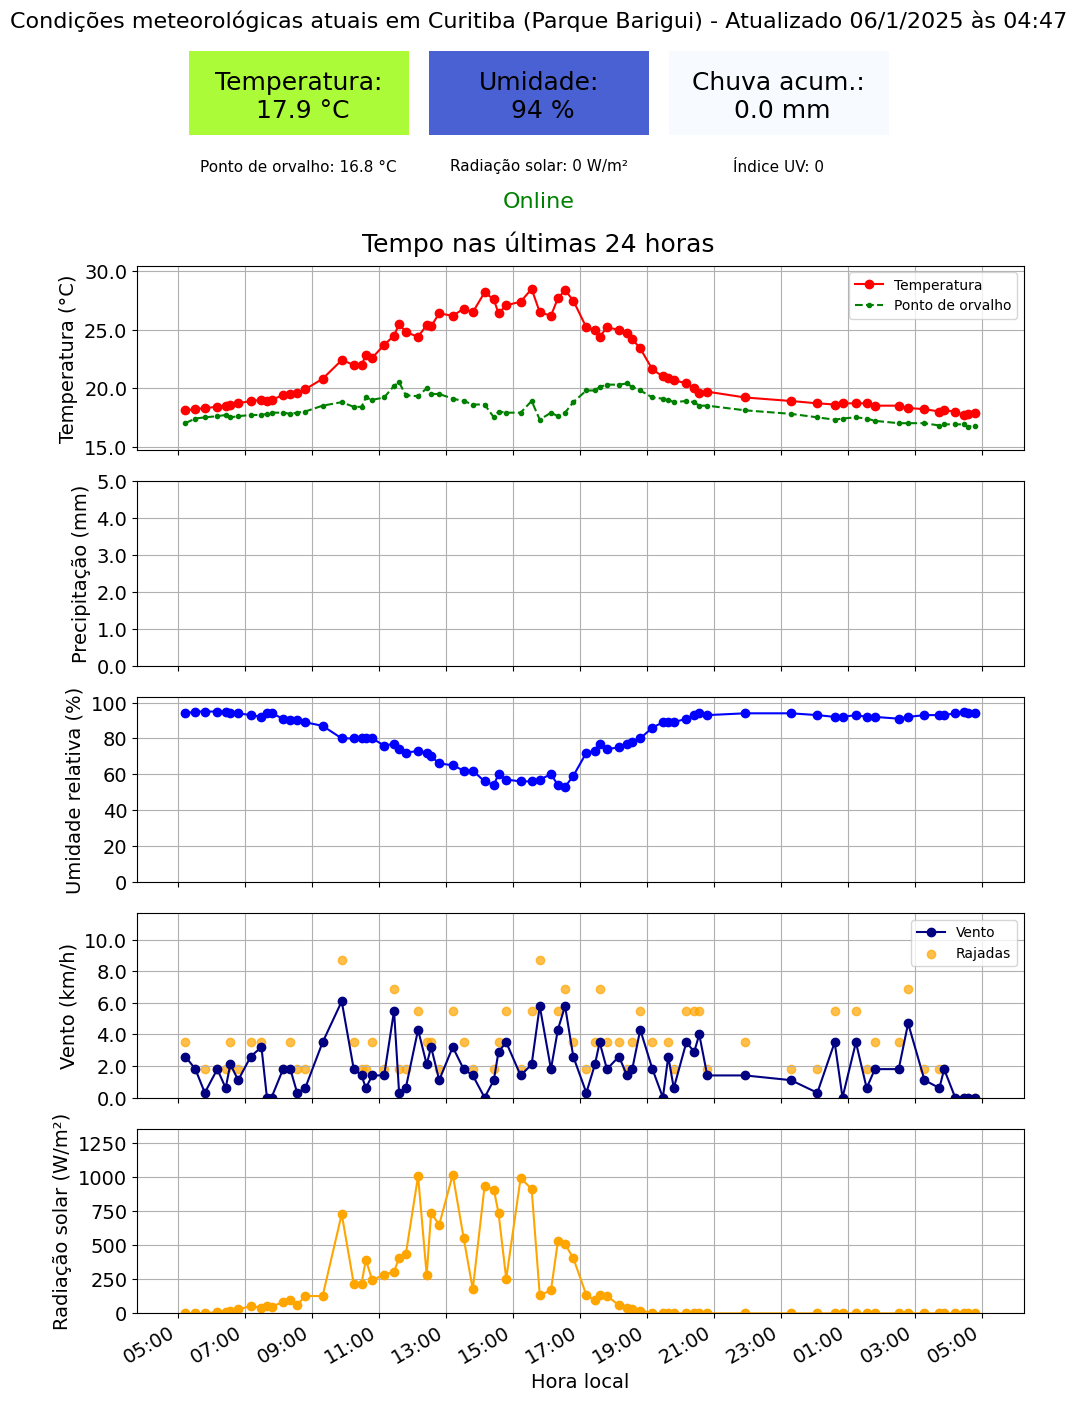 Condições meteorológicas atuais em Curitiba (Parque Barigui) - Atualizado 06/1/2025 às 04:47
Temperatura:
17.9 °C
Umidade:
94 %
Chuva acum.:
0.0 mm
Ponto de orvalho: 16.8 °C
Radiação solar: 0 W/m²
Índice UV: 0
Online
Tempo nas últimas 24 horas
Temperatura (°C)
30.0
25.0
20.0
15.0
Temperatura
Ponto de orvalho
Precipitação (mm)
5.0
4.0
3.0
2.0
1.0
0.0
Umidade relativa (%)
100
80
60
40
20
0
Vento (km/h)
10.0
8.0
6.0
4.0
2.0
0.0
Vento
Rajadas
Radiação solar (W/m²)
1250
1000
750
500
250
0
05:00
07:00
09:00
11:00
13:00
15:00
17:00
19:00
21:00
23:00
01:00
03:00
05:00
Hora local